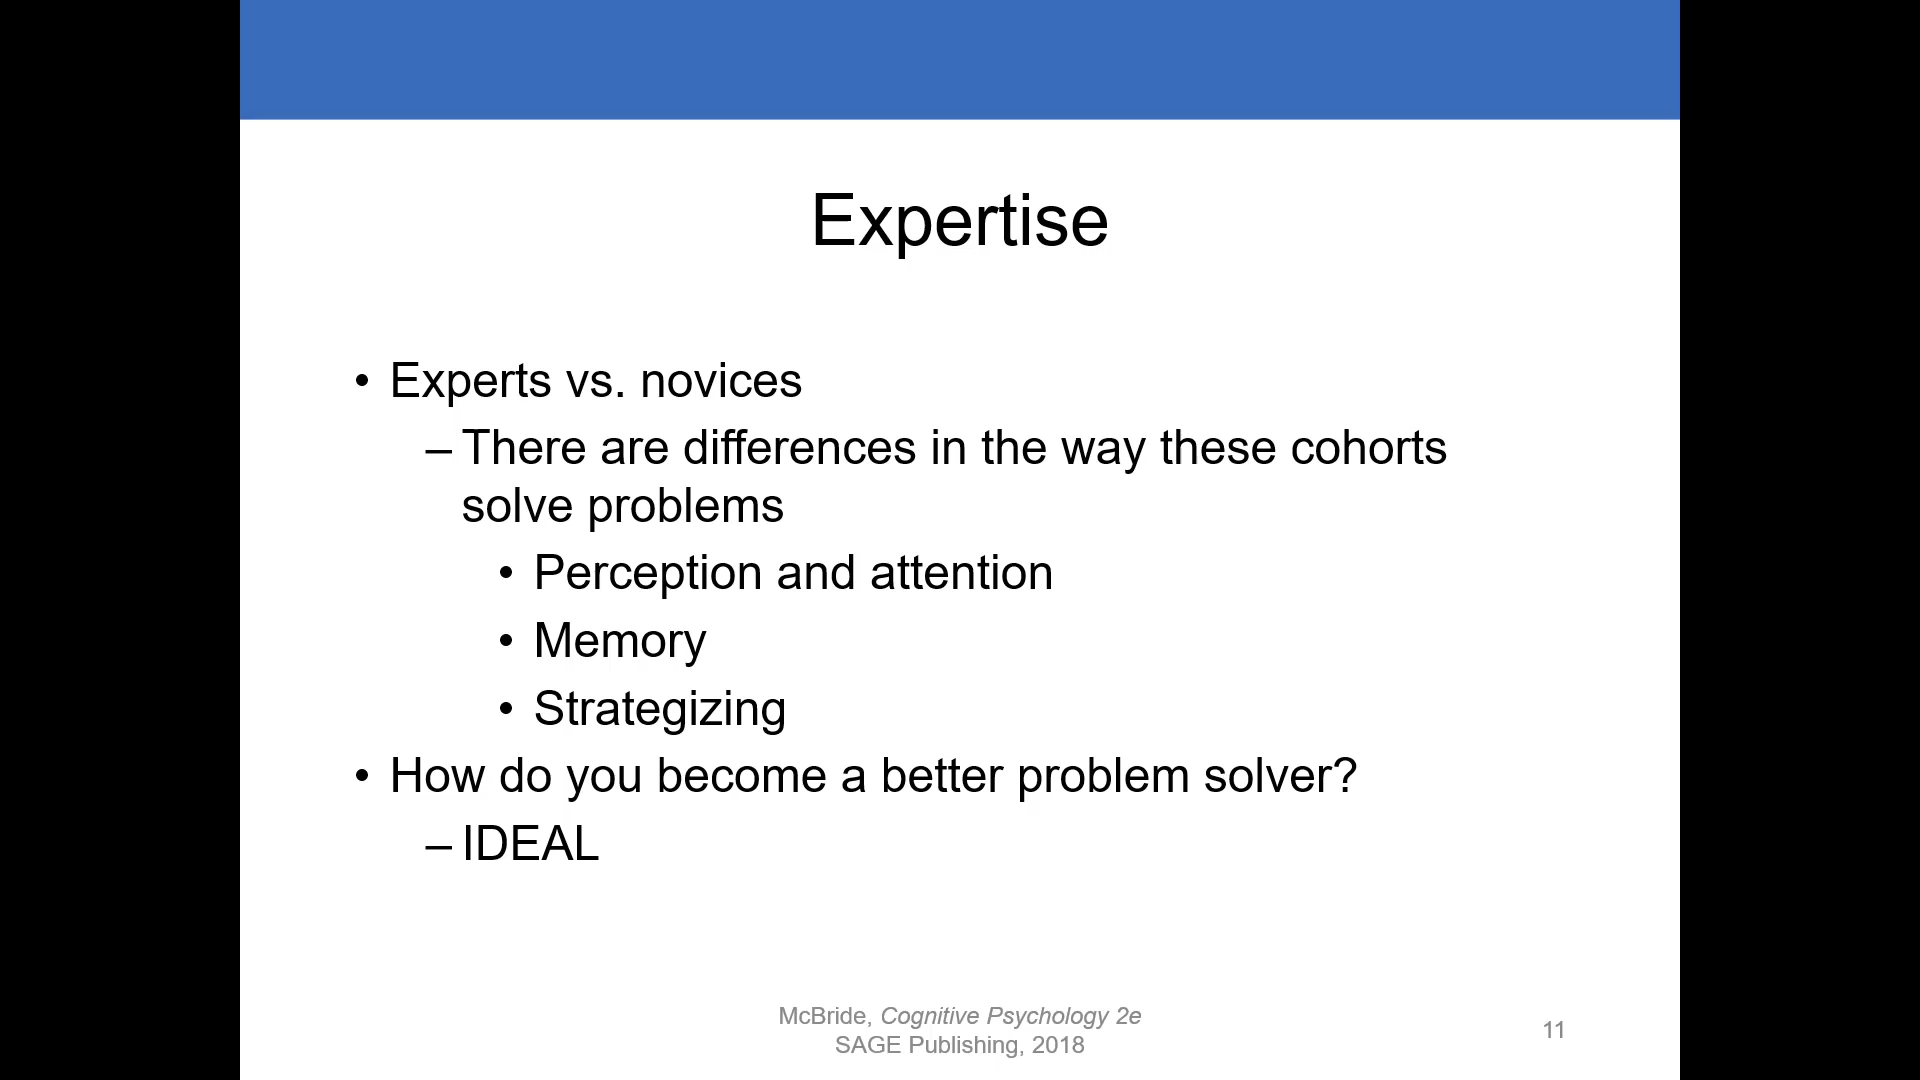 Expertise
• Experts vs. novices
– There are differences in the way these cohorts
solve problems
• Perception and attention
• Memory
• Strategizing
• How do you become a better problem solver?
– IDEAL
McBride, Cognitive Psychology 2e
SAGE Publishing, 2018
11